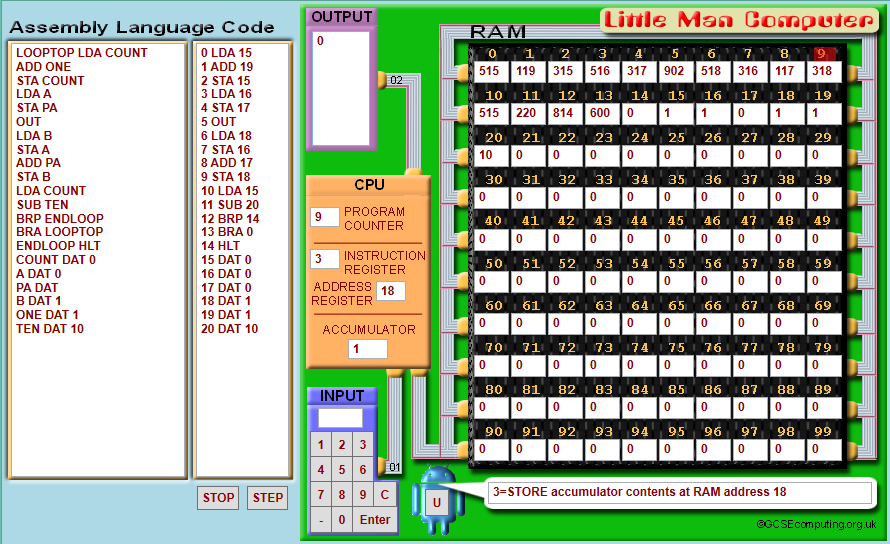 Assembly Language Code
LOOPTOP LDA COUNT
ADD ONE
STA COUNT
LDA A
STA PA
OUT
LDA B
STA A
ADD PA
STA B
LDA COUNT
SUB TEN
BRP ENDLOOP
BRA LOOPTOP
ENDLOOP HLT
COUNT DAT 0
A DAT 0
PA DAT
B DAT 1
ONE DAT 1
TEN DAT 10
0 LDA 15
1 ADD 19
2 STA 15
3 LDA 16
4 STA 17
5 OUT
6 LDA 18
7 STA 16
8 ADD 17
9 STA 18
10 LDA 15
11 SUB 20
12 BRP 14
13 BRA 0
14 HLT
15 DAT 0
16 DAT 0
17 DAT 0
18 DAT 1
19 DAT 1
20 DAT 10
STOP STEP
OUTPUT
0
02
CPU
9 PROGRAM
COUNTER
3 INSTRUCTION
REGISTER
ADDRESS
REGISTER 18
ACCUMULATOR
1
INPUT
1 2 3
4 5 6
7 8 9 C
- 0 Enter
01
U
Little Man Computer
RAM
0 1 2 3 4 5 6 7 8 9
515 119 315 516 317 902 518 316 117 318
10 11 12 13 14 15 16 17 18 19
515 220 814 600 0 1 1 0 1 1
20 21 22 23 24 25 26 27 28 29
10 0 0 0 0 0 0 0 0 0
30 31 32 33 34 35 36 37 38 39
0 0 0 0 0 0 0 0 0 0
40 41 42 43 44 45 46 47 48 49
0 0 0 0 0 0 0 0 0 0
50 51 52 53 54 55 56 57 58 59
0 0 0 0 0 0 0 0 0 0
60 61 62 63 64 65 66 67 68 69
0 0 0 0 0 0 0 0 0 0
70 71 72 73 74 75 76 77 78 79
0 0 0 0 0 0 0 0 0 0
80 81 82 83 84 85 86 87 88 89
0 0 0 0 0 0 0 0 0 0
90 91 92 93 94 95 96 97 98 99
0 0 0 0 0 0 0 0 0 0
3=STORE accumulator contents at RAM address 18
©GCSEcomputing.org.uk